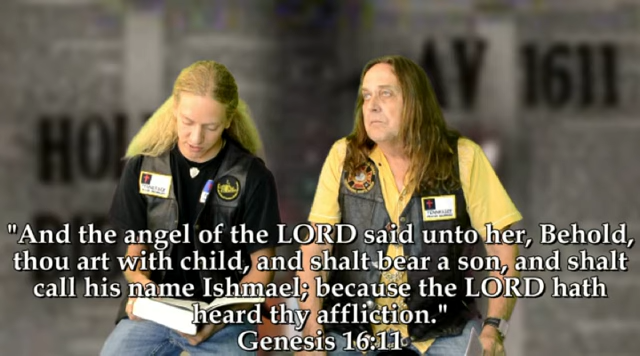 HOL
AV 1611
"And the angel of the LORD said unto her, Behold,
thou art with child, and shalt bear a son, and shalt
call his name Ishmael; because the LORD hath
heard thy affliction."
Genesis 16:11